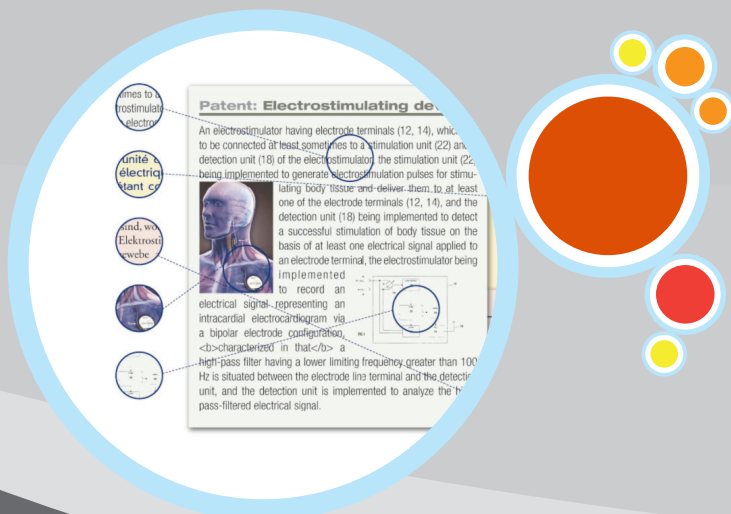 times to
trostimulat
electro
unité
électriq
tant co
sind, wo
Elektrosti
ewebe
Patent: Electrostimulating de
An electrostimulator having electrode terminals (12, 14), which
to be connected at least sometimes to a stimulation unit (22) and
detection unit (18) of the electrostimulator, the stimulation unit (22
being implemented to generate electrostimulation pulses for stimu-
lating body tissue and deliver them to at least
one of the electrode terminals (12, 14), and the
detection unit (18) being implemented to detect
a successful stimulation of body tissue on the
basis of at least one electrical signal applied to
an electrode terminal, the electrostimulator being
implemented
to record an
electrical signal representing an
intracardial electrocardiogram via
a bipolar electrode configuration,
<b>characterized in that</b> a
high-pass filter having a lower limiting frequency greater than 100
Hz is situated between the electrode line terminal and the detectio
unit, and the detection unit is implemented to analyze the
pass-filtered electrical signal.